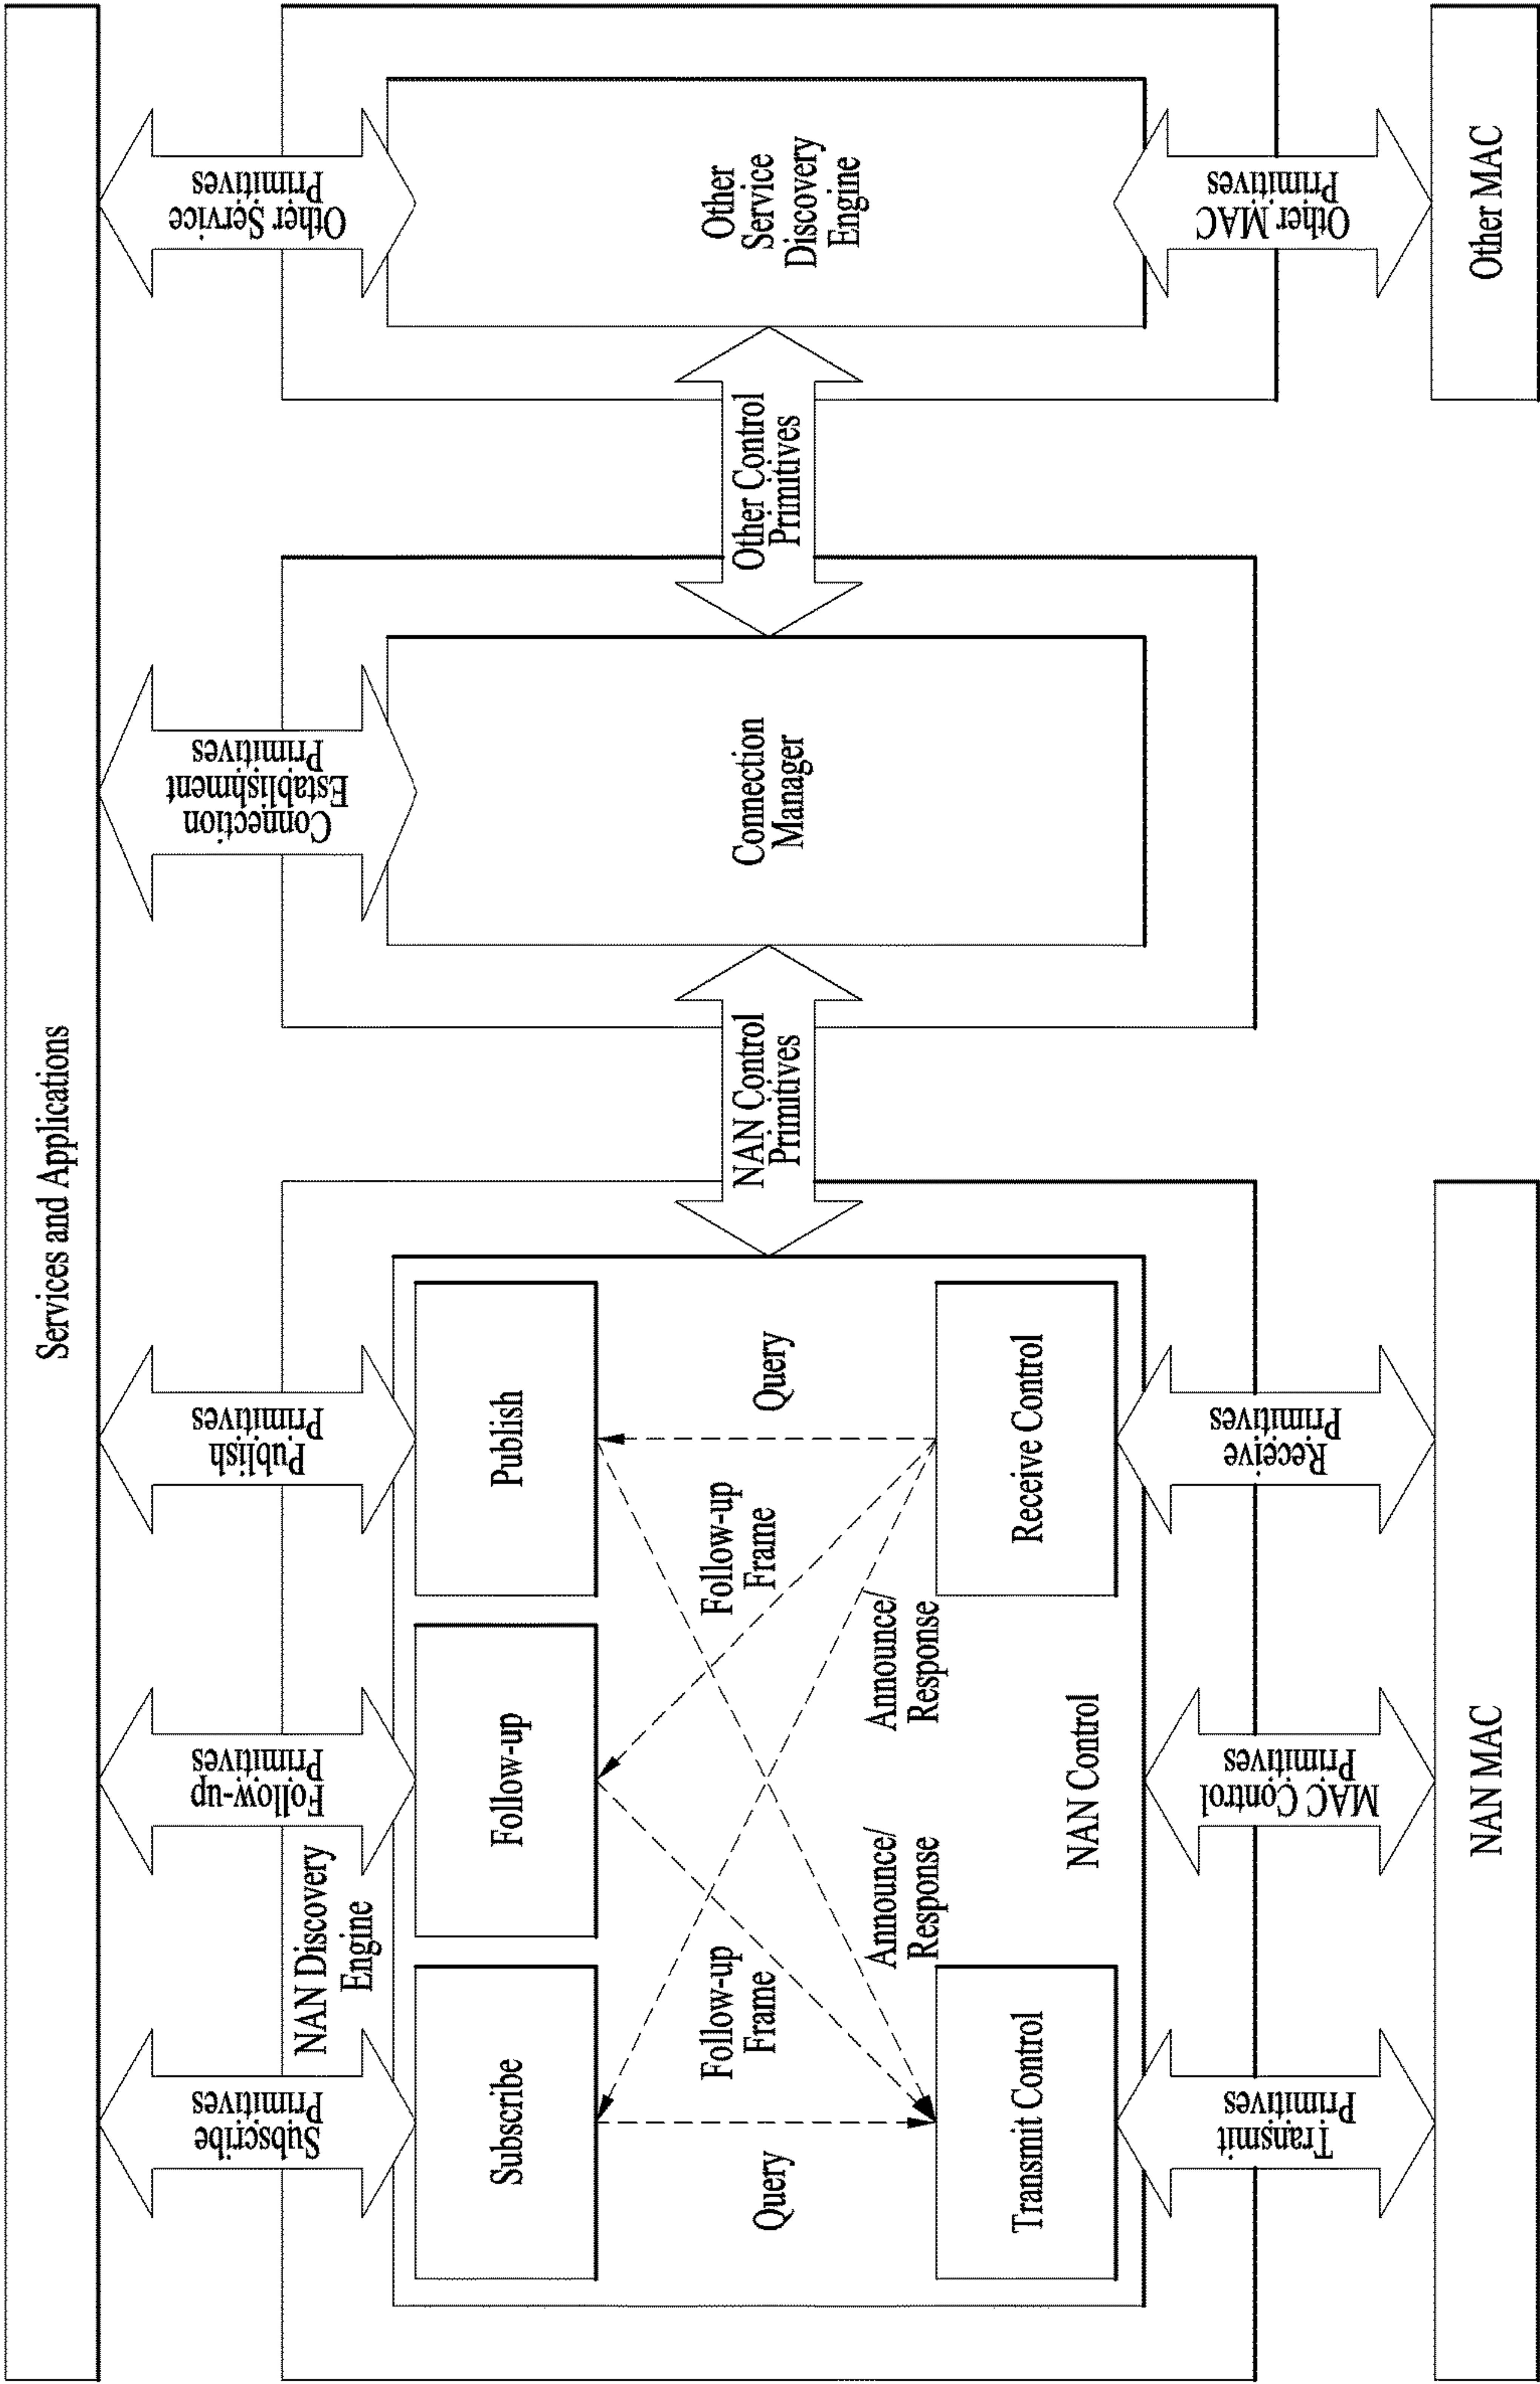 Services and Applications
Subscribe
Primitives
Follow-up
Primitives
Publish
Primitives
Connection
Establishment
Primitives
Other Service
Primitives
NAN Discovery
Engine
Subscribe
Follow-up
Publish
Query
Follow-up
Frame
Follow-up
Frame
Query
Announce/
Response
Announce/
Response
Transmit Control
NAN Control
Receive Control
NAN Control
Primitives
Connection
Manager
Other Control
Primitives
Other
Service
Discovery
Engine
Transmit
Primitives
MAC Control
Primitives
Receive
Primitives
Other MAC
Primitives
NAN MAC
Other MAC